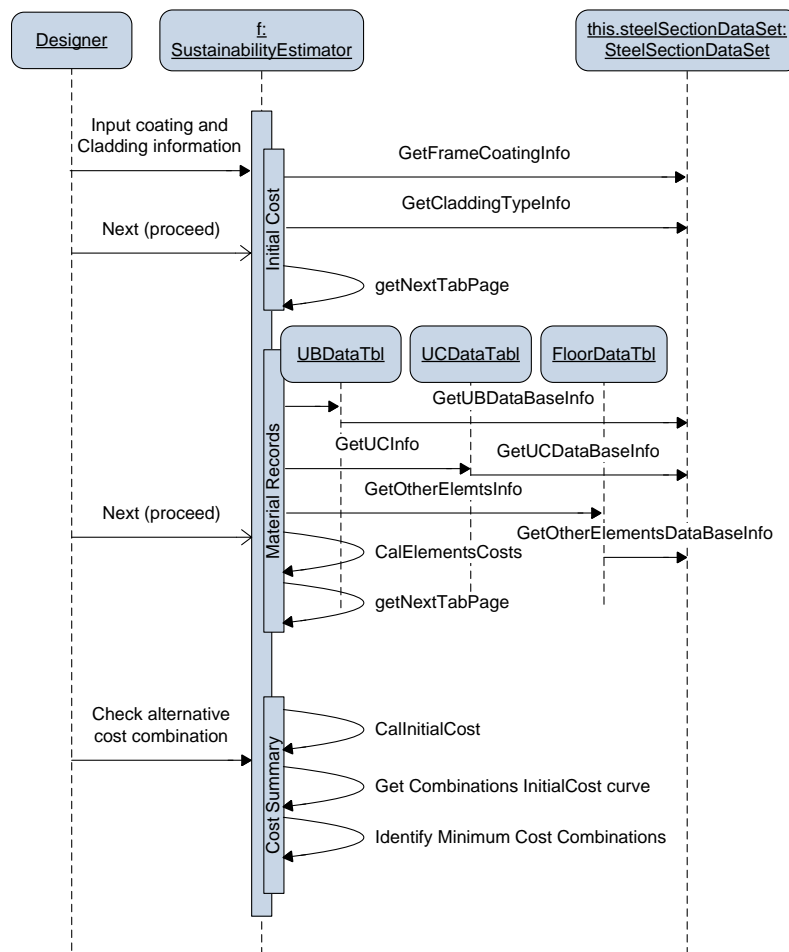 Designer
f:
SustainabilityEstimator
this.steelSectionDataSet:
SteelSectionDataSet
Input coating and
Cladding information
GetFrameCoatingInfo
GetCladdingTypeInfo
Next (proceed)
Initial Cost
getNextTabPage
UBDataTbl
UCDataTabl
FloorDataTbl
GetUBDataBaseInfo
GetUCInfo
GetUCDataBaseInfo
Material Records
GetOtherElemtsInfo
Next (proceed)
GetOtherElementsDataBaseInfo
CalElementsCosts
getNextTabPage
Check alternative
cost combination
Cost Summary
CalInitialCost
Get Combinations InitialCost curve
Identify Minimum Cost Combinations